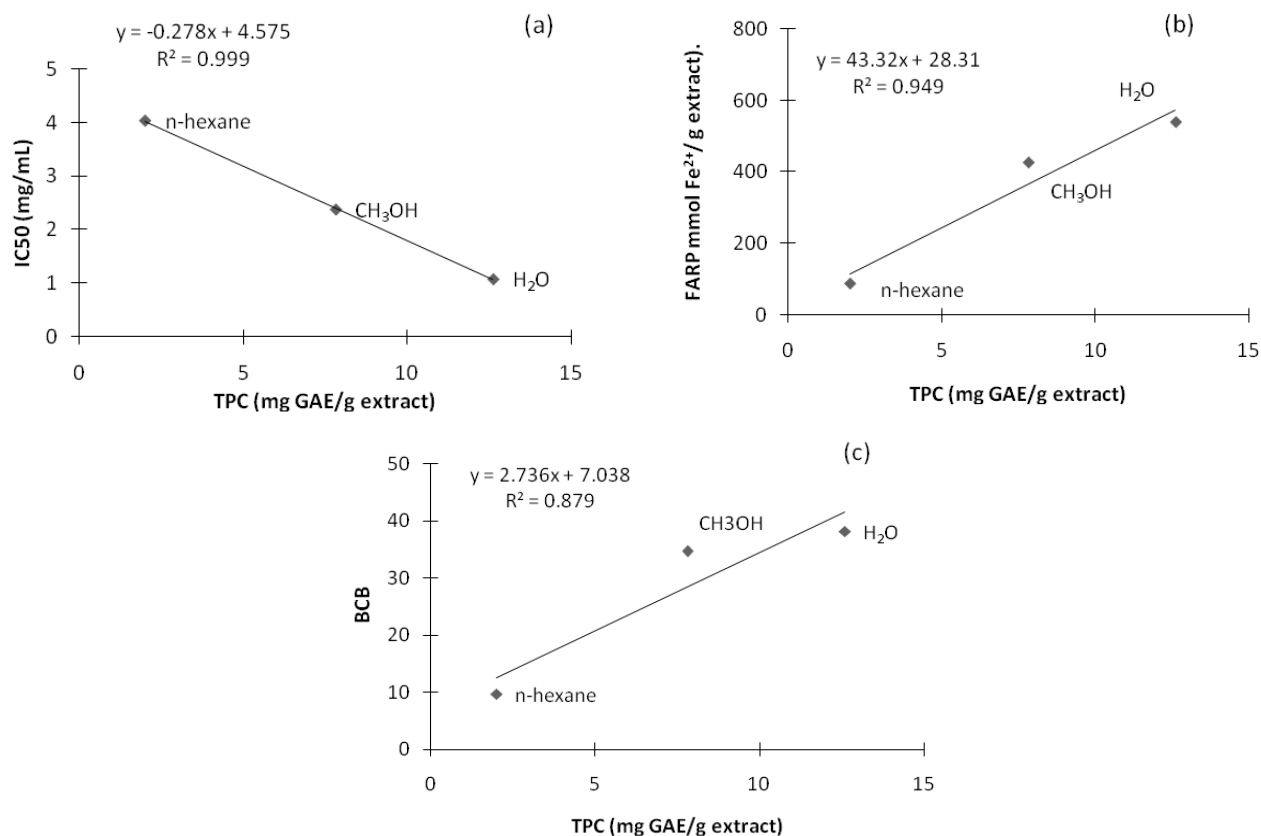 (a)
y = -0.278x + 4.575
R² = 0.999
5
4
3
2
1
0
n-hexane
CH₃OH
H₂O
IC50 (mg/mL)
0 5 10 15
TPC (mg GAE/g extract)
(b)
y = 43.32x + 28.31
R² = 0.949
800
600
400
200
0
H₂O
CH₃OH
n-hexane
FARP mmol Fe²⁺/ g extract).
0 5 10 15
TPC (mg GAE/g extract)
(c)
y = 2.736x + 7.038
R² = 0.879
50
40
30
20
10
0
CH3OH
H₂O
n-hexane
BCB
0 5 10 15
TPC (mg GAE/g extract)